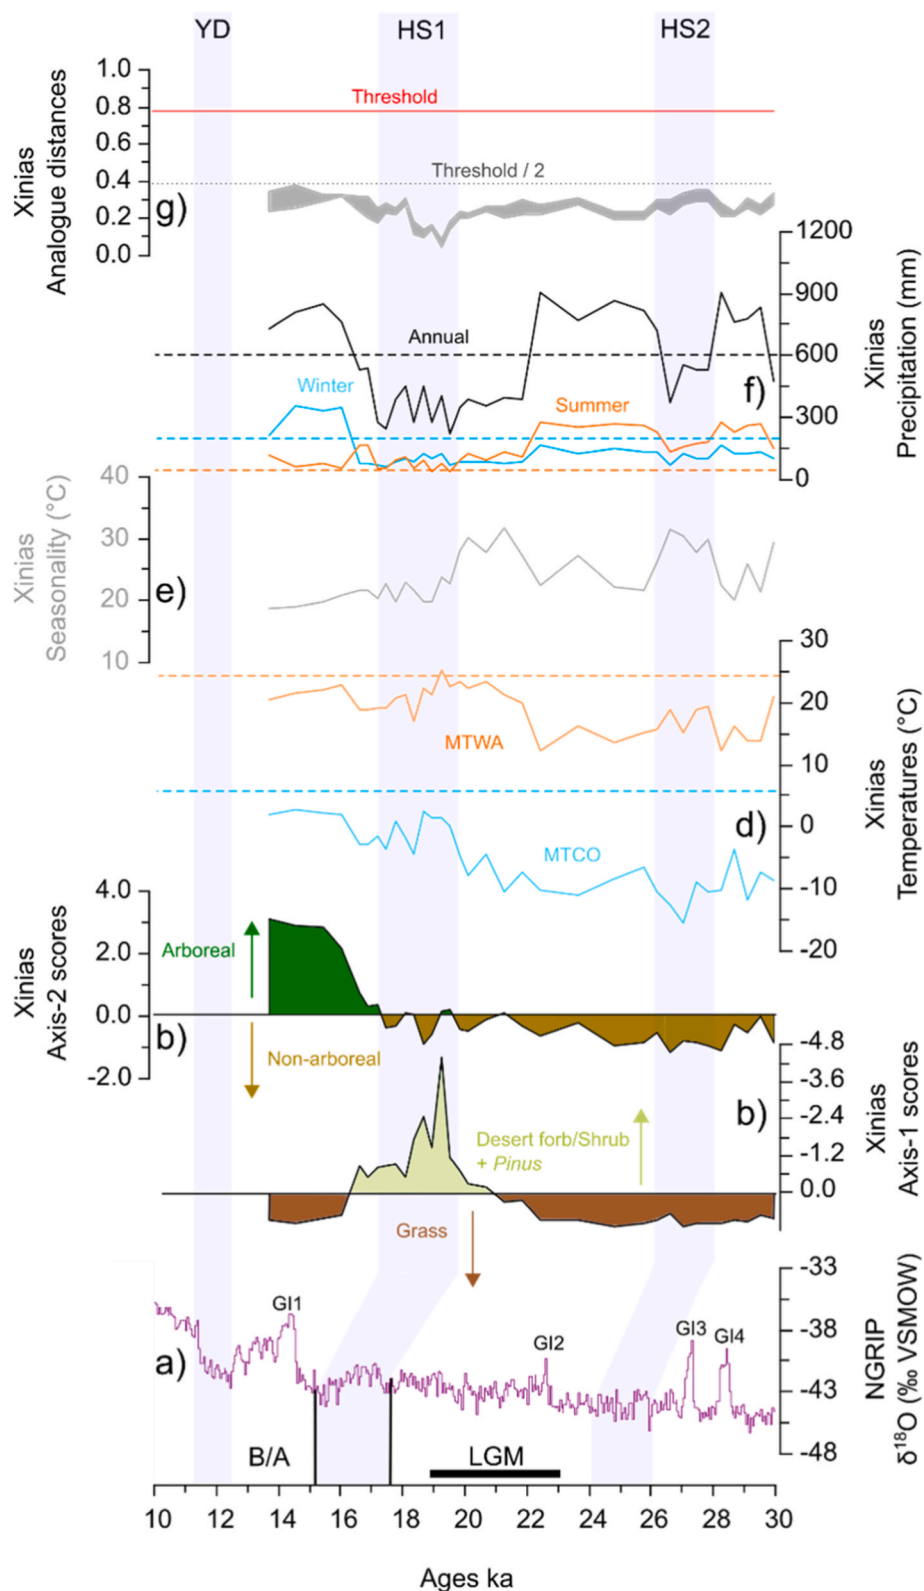 YD HS1 HS2
1.0
0.8
0.6
0.4
0.2
0.0
Xinias
Analogue distances
Threshold
Threshold / 2
g)
1200
900
600
300
0
Xinias
Precipitation (mm)
Annual
Winter
Summer
f)
40
30
20
10
Xinias
Seasonality (°C)
e)
30
20
10
0
-10
-20
Xinias
Temperatures (°C)
MTWA
d)
MTCO
4.0
2.0
0.0
-2.0
Xinias
Axis-2 scores
Arboreal
b)
Non-arboreal
-4.8
-3.6
-2.4
-1.2
0.0
Xinias
Axis-1 scores
b)
Desert forb/Shrub
+ Pinus
Grass
-33
-38
-43
-48
NGRIP
δ18O (‰ VSMOW)
GI1
GI2
GI3
GI4
a)
B/A
LGM
10 12 14 16 18 20 22 24 26 28 30
Ages ka